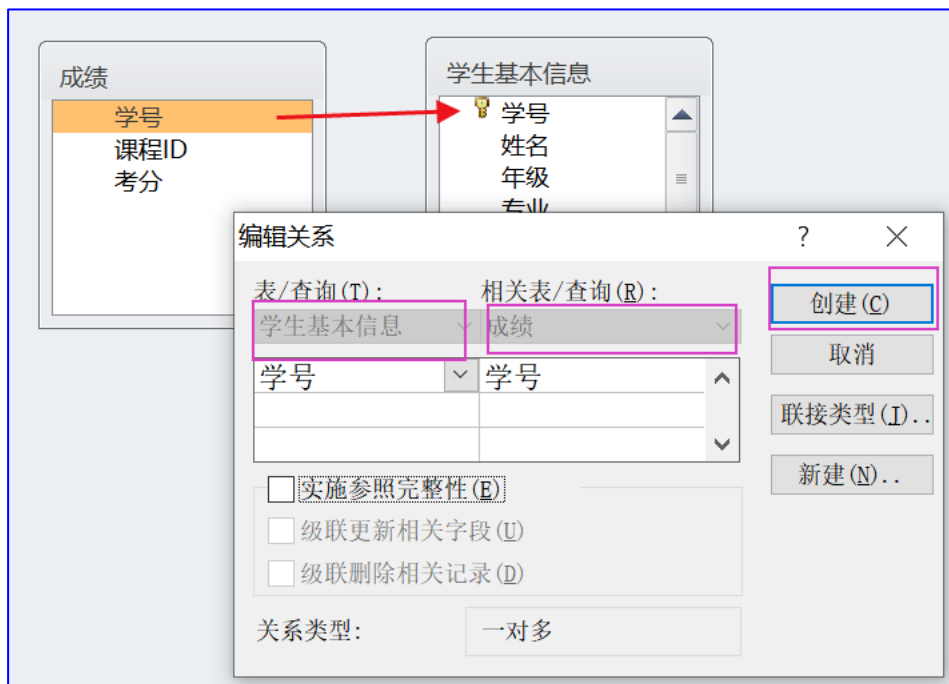 成绩
学号
课程ID
考分
学生基本信息
学号
姓名
年级
专业
编辑关系
?
表/查询(T):
相关表/查询(R):
学生基本信息
成绩
学号
学号
创建(C)
取消
联接类型(J)..
新建(N)..
实施参照完整性(E)
级联更新相关字段(U)
级联删除相关记录(D)
关系类型:
一对多